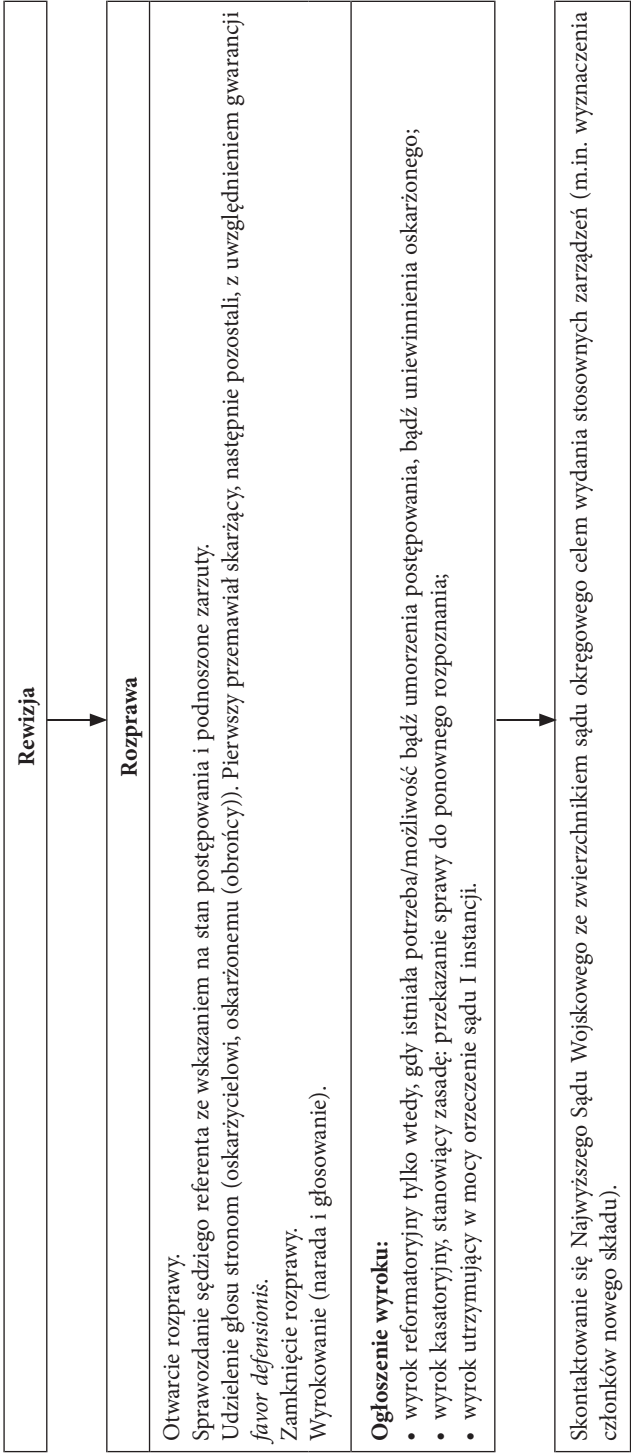 Rewizja
Rozprawa
Otwarcie rozprawy.
Sprawozdanie sędziego referenta ze wskazaniem na stan postępowania i podnoszone zarzuty.
Udzielenie głosu stronom (oskarżycielowi, oskarżonemu (obrońcy)). Pierwszy przemawiał skarżący, następnie pozostali, z uwzględnieniem gwarancji
favor defensionis.
Zamknięcie rozprawy.
Wyrokowanie (narada i głosowanie).
Ogłoszenie wyroku:
• wyrok reformatoryjny tylko wtedy, gdy istniała potrzeba/możliwość bądź umorzenia postępowania, bądź uniewinnienia oskarżonego;
• wyrok kasatoryjny, stanowiący zasadę: przekazanie sprawy do ponownego rozpoznania;
• wyrok utrzymujący w mocy orzeczenie sądu I instancji.
Skontaktowanie się Najwyższego Sądu Wojskowego ze zwierzchnikiem sądu okręgowego celem wydania stosownych zarządzeń (m.in. wyznaczenia
członków nowego składu).